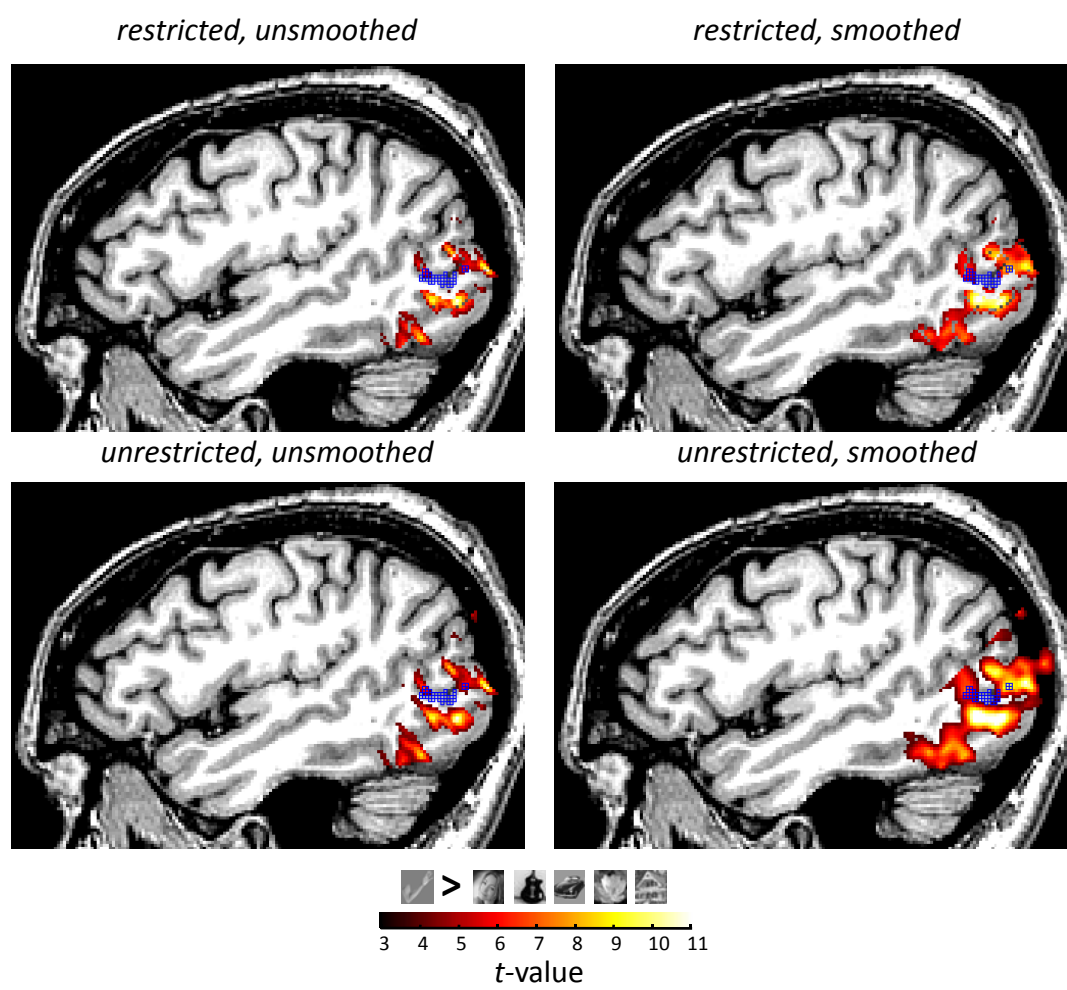 restricted, unsmoothed
restricted, smoothed
unrestricted, unsmoothed
unrestricted, smoothed
>
3 4 5 6 7 8 9 10 11
t-value